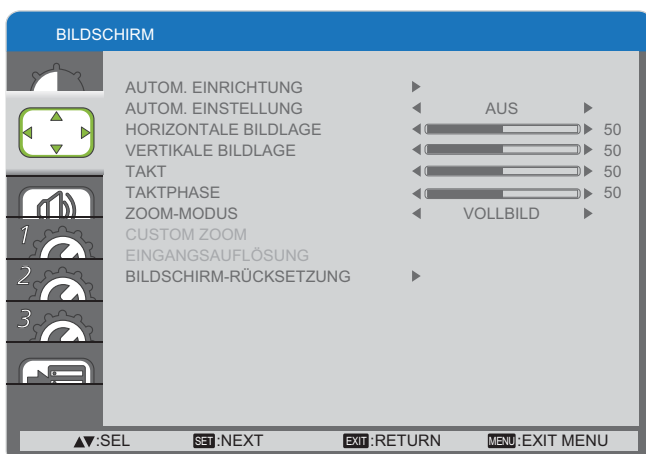 BILDSCHIRM
AUTOM. EINRICHTUNG
AUTOM. EINSTELLUNG AUS
HORIZONTALE BILDLAGE 50
VERTIKALE BILDLAGE 50
TAKT 50
TAKTPHASE 50
ZOOM-MODUS VOLLBILD
CUSTOM ZOOM
EINGANGSAUFLÖSUNG
BILDSCHIRM-RÜCKSETZUNG
1
2
3
▲▼:SEL SET:NEXT EXIT:RETURN MENU:EXIT MENU